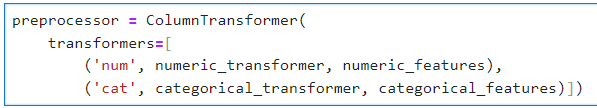 preprocessor = ColumnTransformer(
    transformers=[
        ('num', numeric_transformer, numeric_features),
        ('cat', categorical_transformer, categorical_features)])